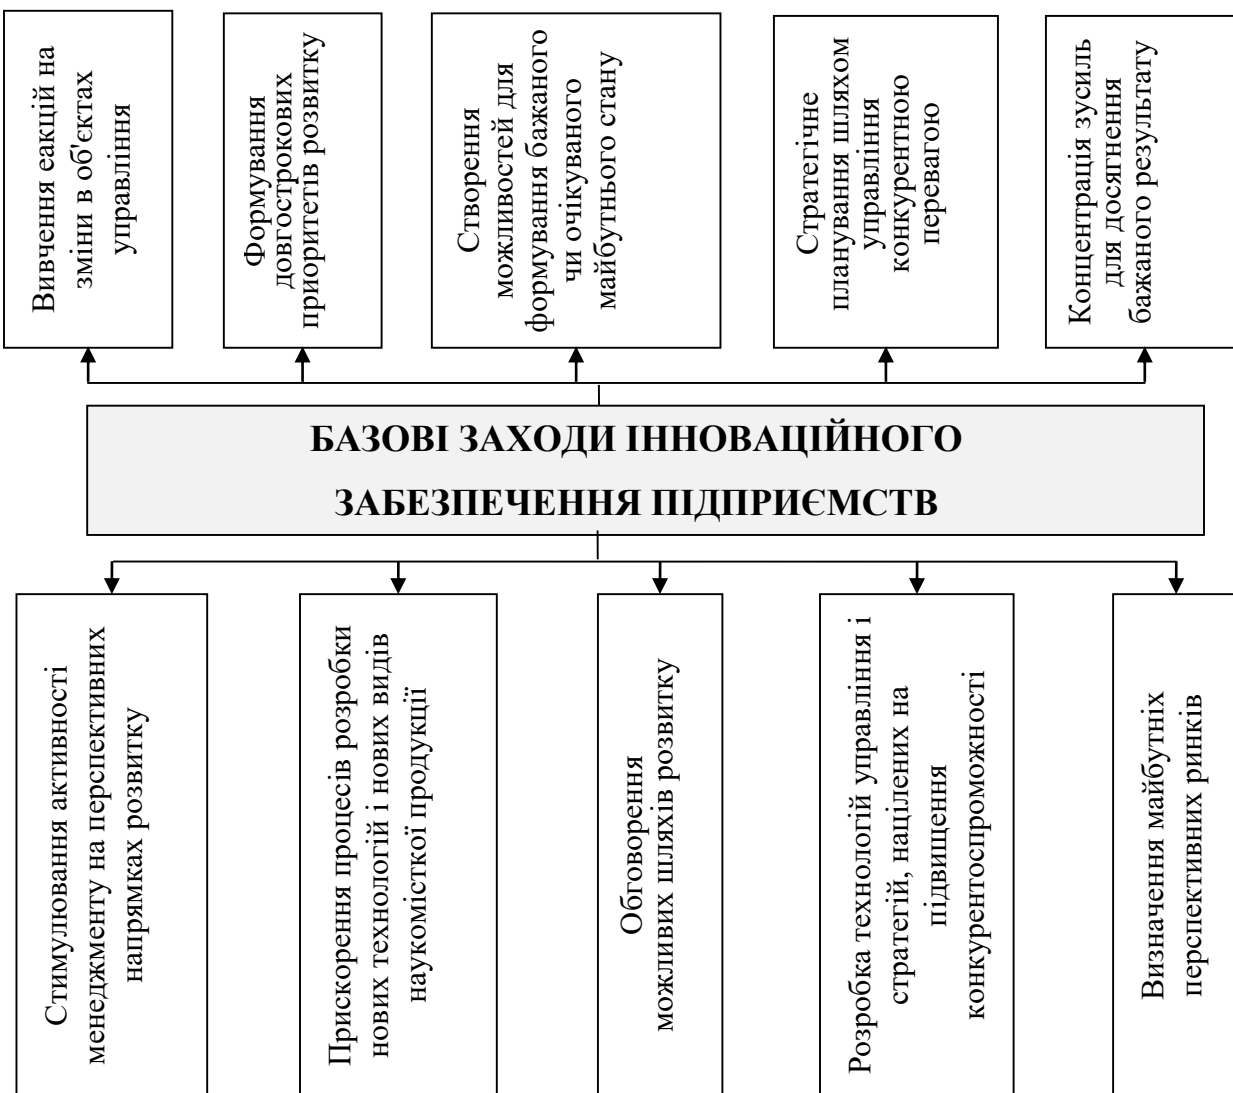 Вивчення еакцій на
зміни в об'єктах
управління
Формування
довгострокових
приоритетів розвитку
Створення
можливостей для
формування бажаного
чи очікуваного
майбутнього стану
Стратегічне
планування шляхом
управління
конкурентною
перевагою
Концентрація зусиль
для досягнення
бажаного результату
БАЗОВІ ЗАХОДИ ІННОВАЦІЙНОГО
ЗАБЕЗПЕЧЕННЯ ПІДПРИЄМСТВ
Стимулювання активності
менеджменту на перспективних
напрямках розвитку
Прискорення процесів розробки
нових технологій і нових видів
наукомісткої продукції
Обговорення
можливих шляхів розвитку
Розробка технологій управління і
стратегій, націлених на
підвищення
конкурентоспроможності
Визначення майбутніх
перспективних ринків